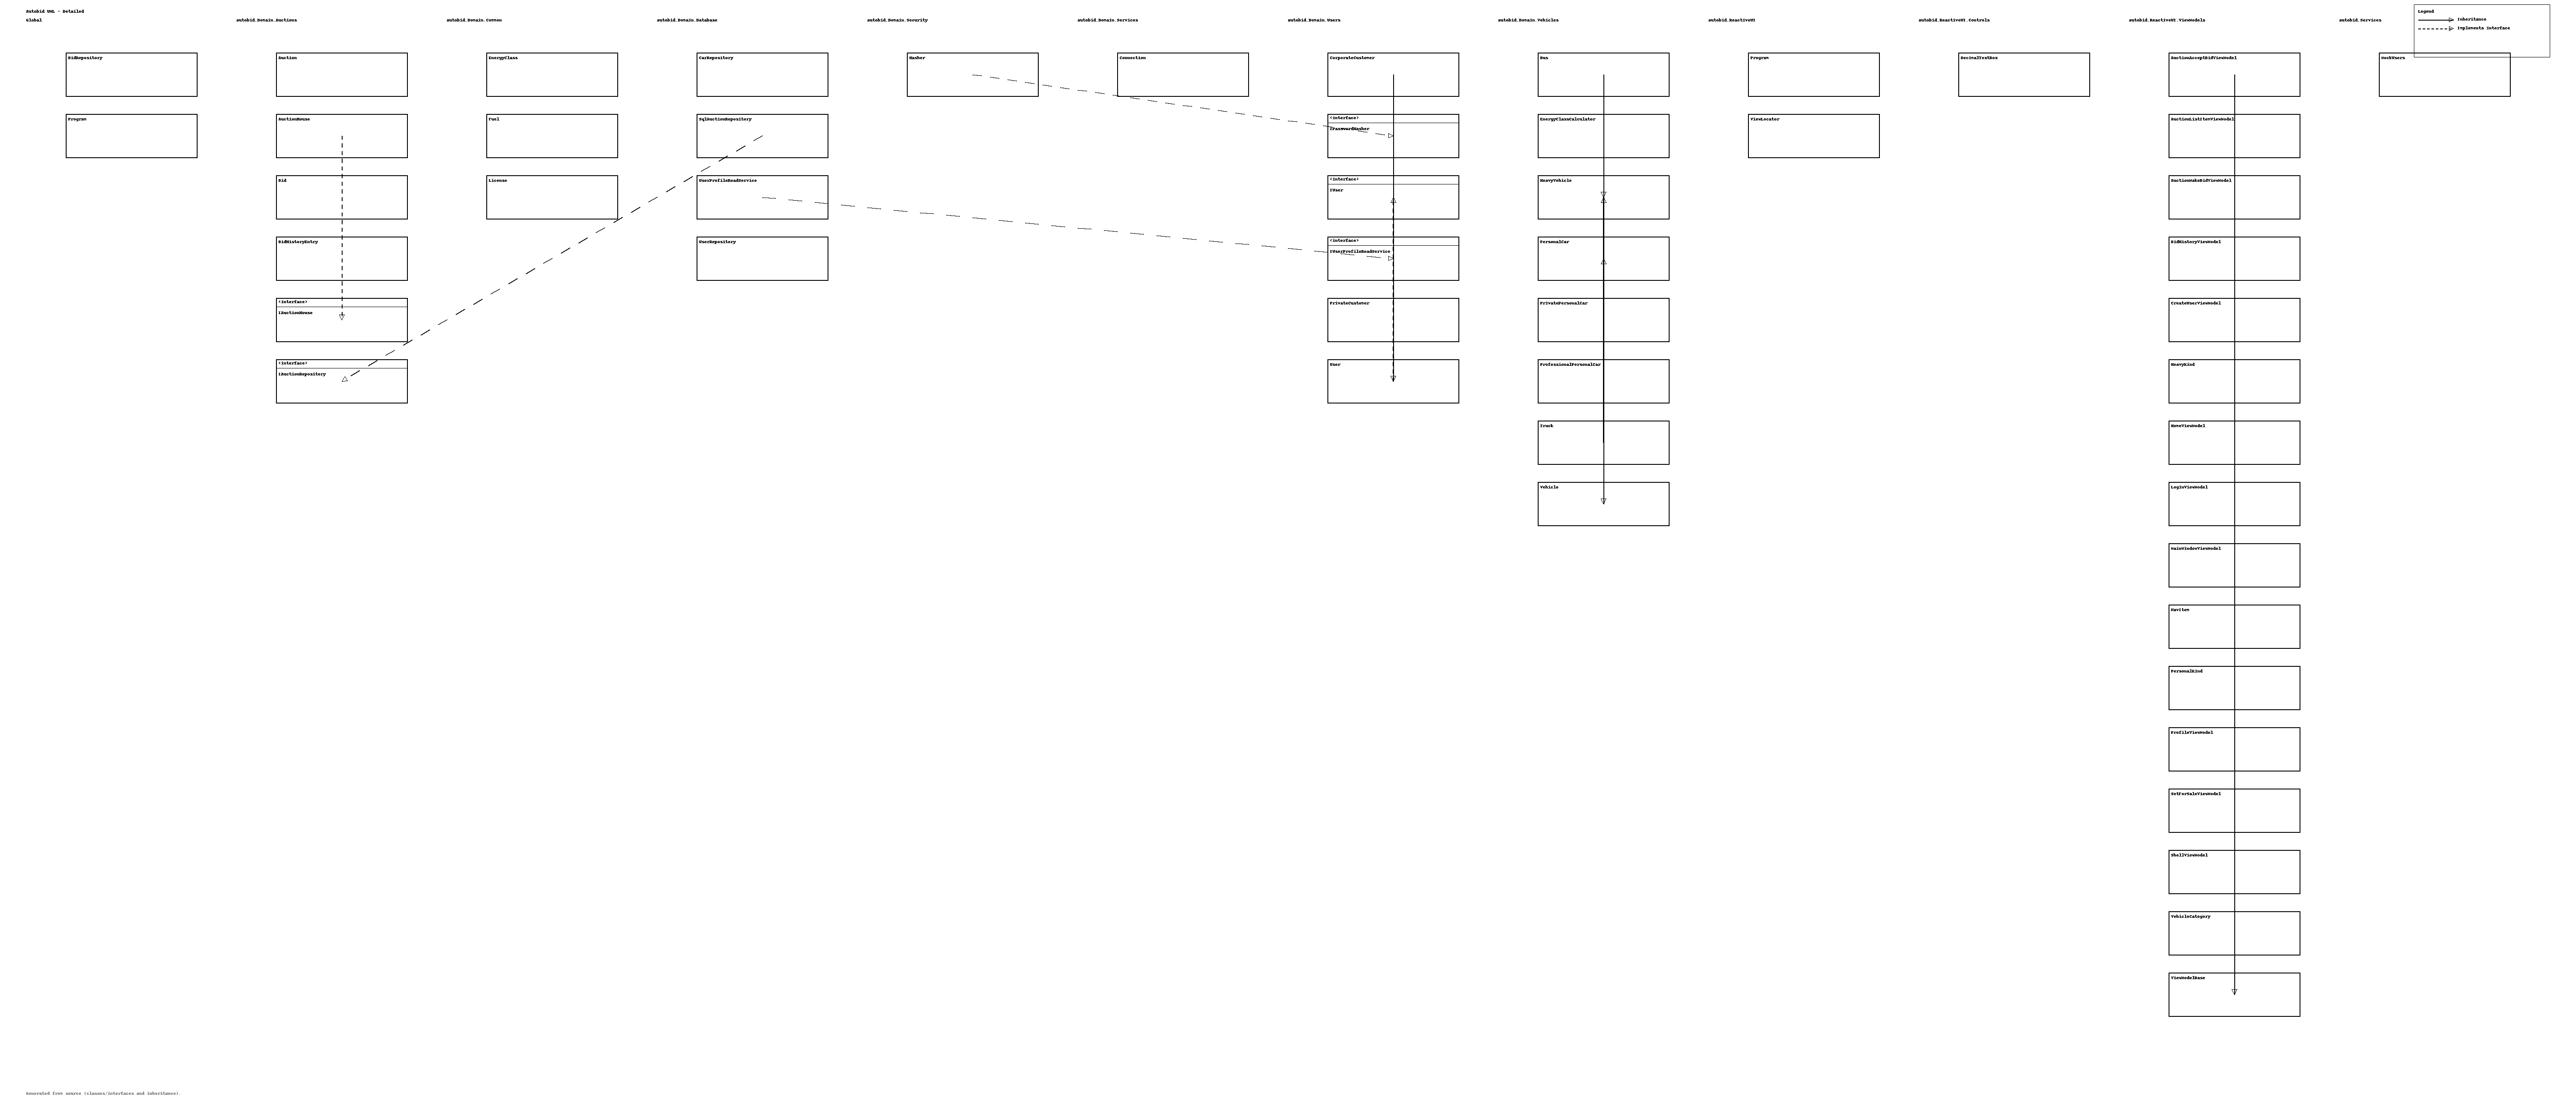 Autobid UML - Detailed
Global
autobid.Domain.Auctions
autobid.Domain.Common
autobid.Domain.Database
autobid.Domain.Security
autobid.Domain.Services
autobid.Domain.Users
autobid.Domain.Vehicles
autobid.ReactiveUI
autobid.ReactiveUI.Controls
autobid.ReactiveUI.ViewModels
autobid.Services
Legend
Inheritance
Implements interface
BidRepository
Program
Auction
AuctionHouse
Bid
BidHistoryEntry
<interface>
IAuctionHouse
<interface>
IAuctionRepository
EnergyClass
Fuel
License
CarRepository
SqlAuctionRepository
UserProfileReadService
UserRepository
Hasher
Connection
CorporateCustomer
<interface>
IPasswordHasher
<interface>
IUser
<interface>
IUserProfileReadService
PrivateCustomer
User
Bus
EnergyClassCalculator
HeavyVehicle
PersonalCar
PrivatePersonalCar
ProfessionalPersonalCar
Truck
Vehicle
Program
ViewLocator
DecimalTextBox
AuctionAcceptBidViewModel
AuctionListItemViewModel
AuctionMakeBidViewModel
BidHistoryViewModel
CreateUserViewModel
HeavyKind
HomeViewModel
LoginViewModel
MainWindowViewModel
NavItem
PersonalKind
ProfileViewModel
SetForSaleViewModel
ShellViewModel
VehicleCategory
ViewModelBase
MockUsers
Generated from source (classes/interfaces and inheritance).